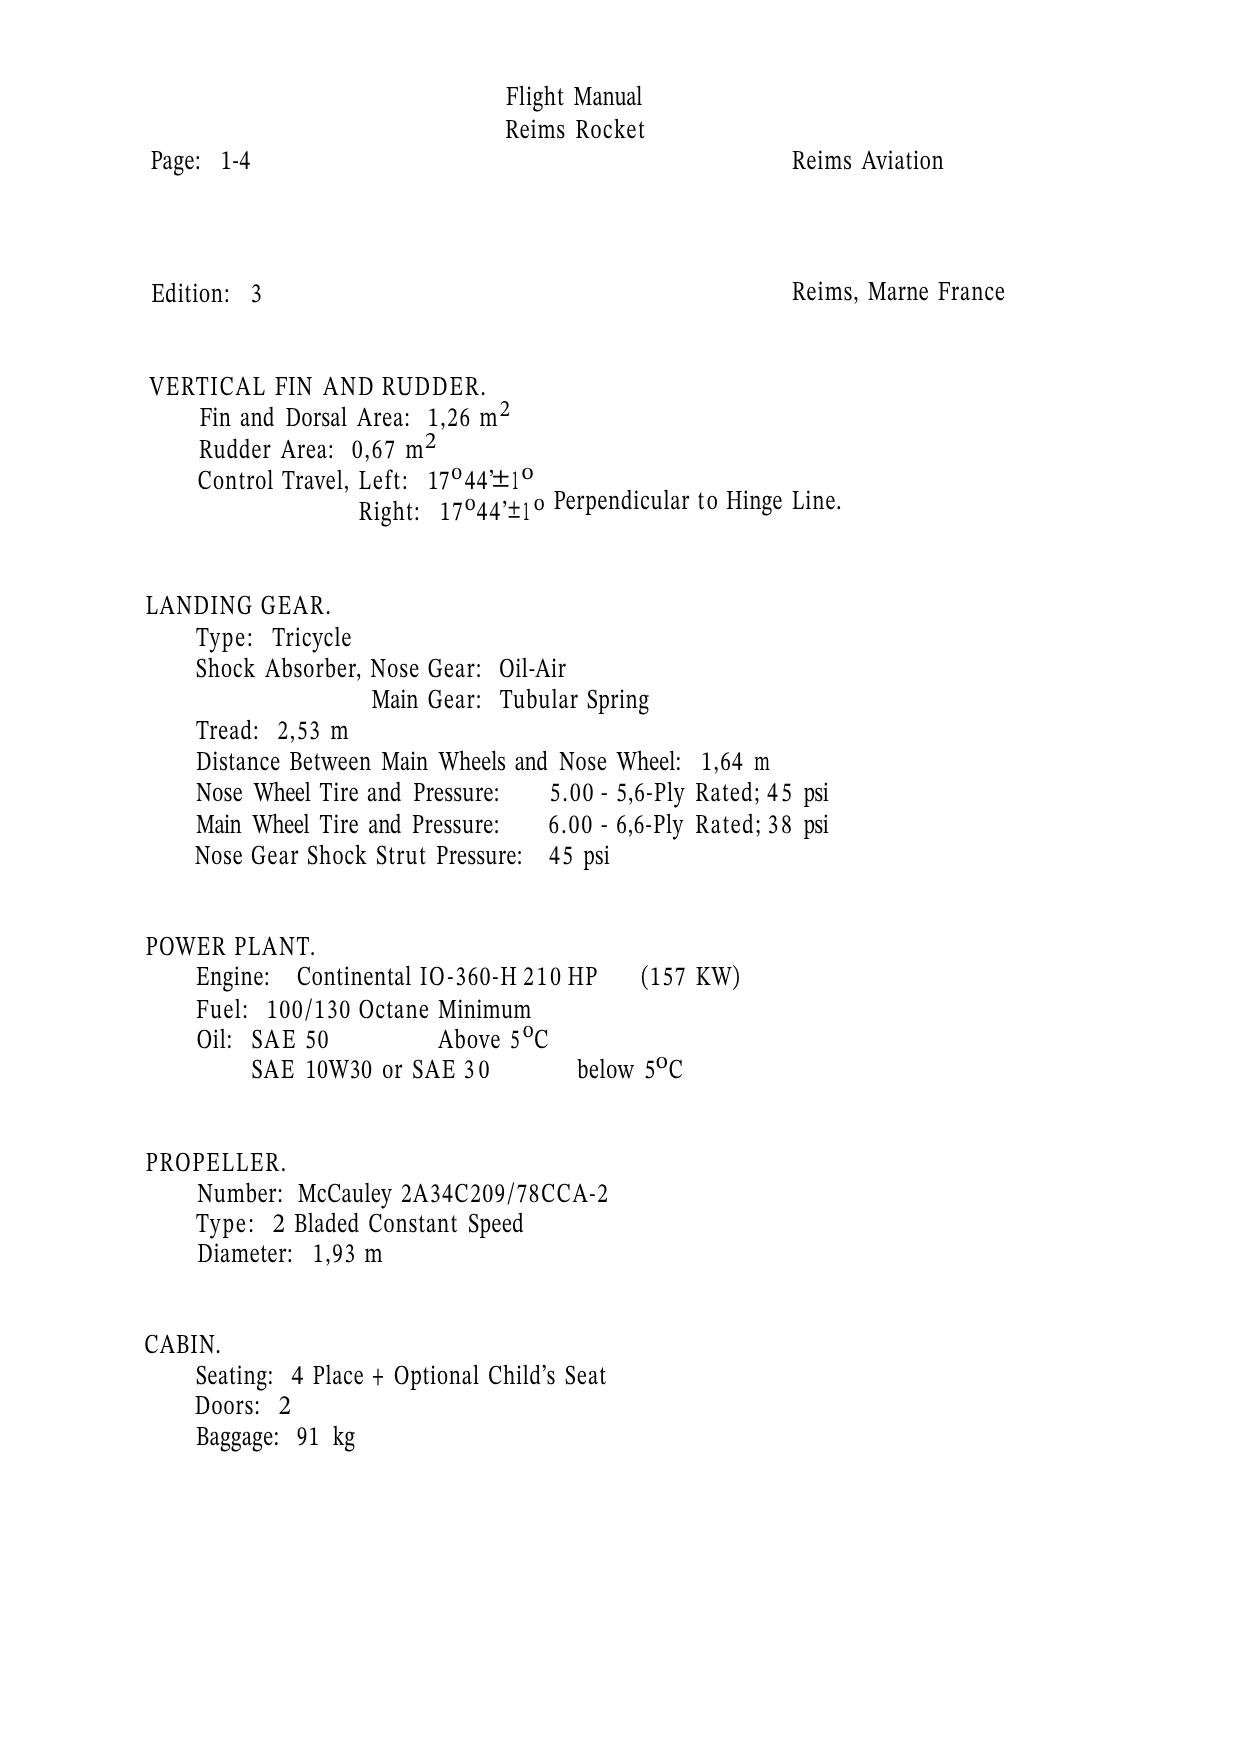 Flight Manual
Reims Rocket
Page: 1-4 Reims Aviation
Edition: 3 Reims, Marne France
VERTICAL FIN AND RUDDER.
Fin and Dorsal Area: 1,26 m²
Rudder Area: 0,67 m²
Control Travel, Left: 17º44’±1º
Right: 17º44’±1º Perpendicular to Hinge Line.
LANDING GEAR.
Type: Tricycle
Shock Absorber, Nose Gear: Oil-Air
Main Gear: Tubular Spring
Tread: 2,53 m
Distance Between Main Wheels and Nose Wheel: 1,64 m
Nose Wheel Tire and Pressure: 5.00 - 5,6-Ply Rated; 45 psi
Main Wheel Tire and Pressure: 6.00 - 6,6-Ply Rated; 38 psi
Nose Gear Shock Strut Pressure: 45 psi
POWER PLANT.
Engine: Continental IO-360-H 210 HP (157 KW)
Fuel: 100/130 Octane Minimum
Oil: SAE 50 Above 5ºC
SAE 10W30 or SAE 30 below 5ºC
PROPELLER.
Number: McCauley 2A34C209/78CCA-2
Type: 2 Bladed Constant Speed
Diameter: 1,93 m
CABIN.
Seating: 4 Place + Optional Child’s Seat
Doors: 2
Baggage: 91 kg